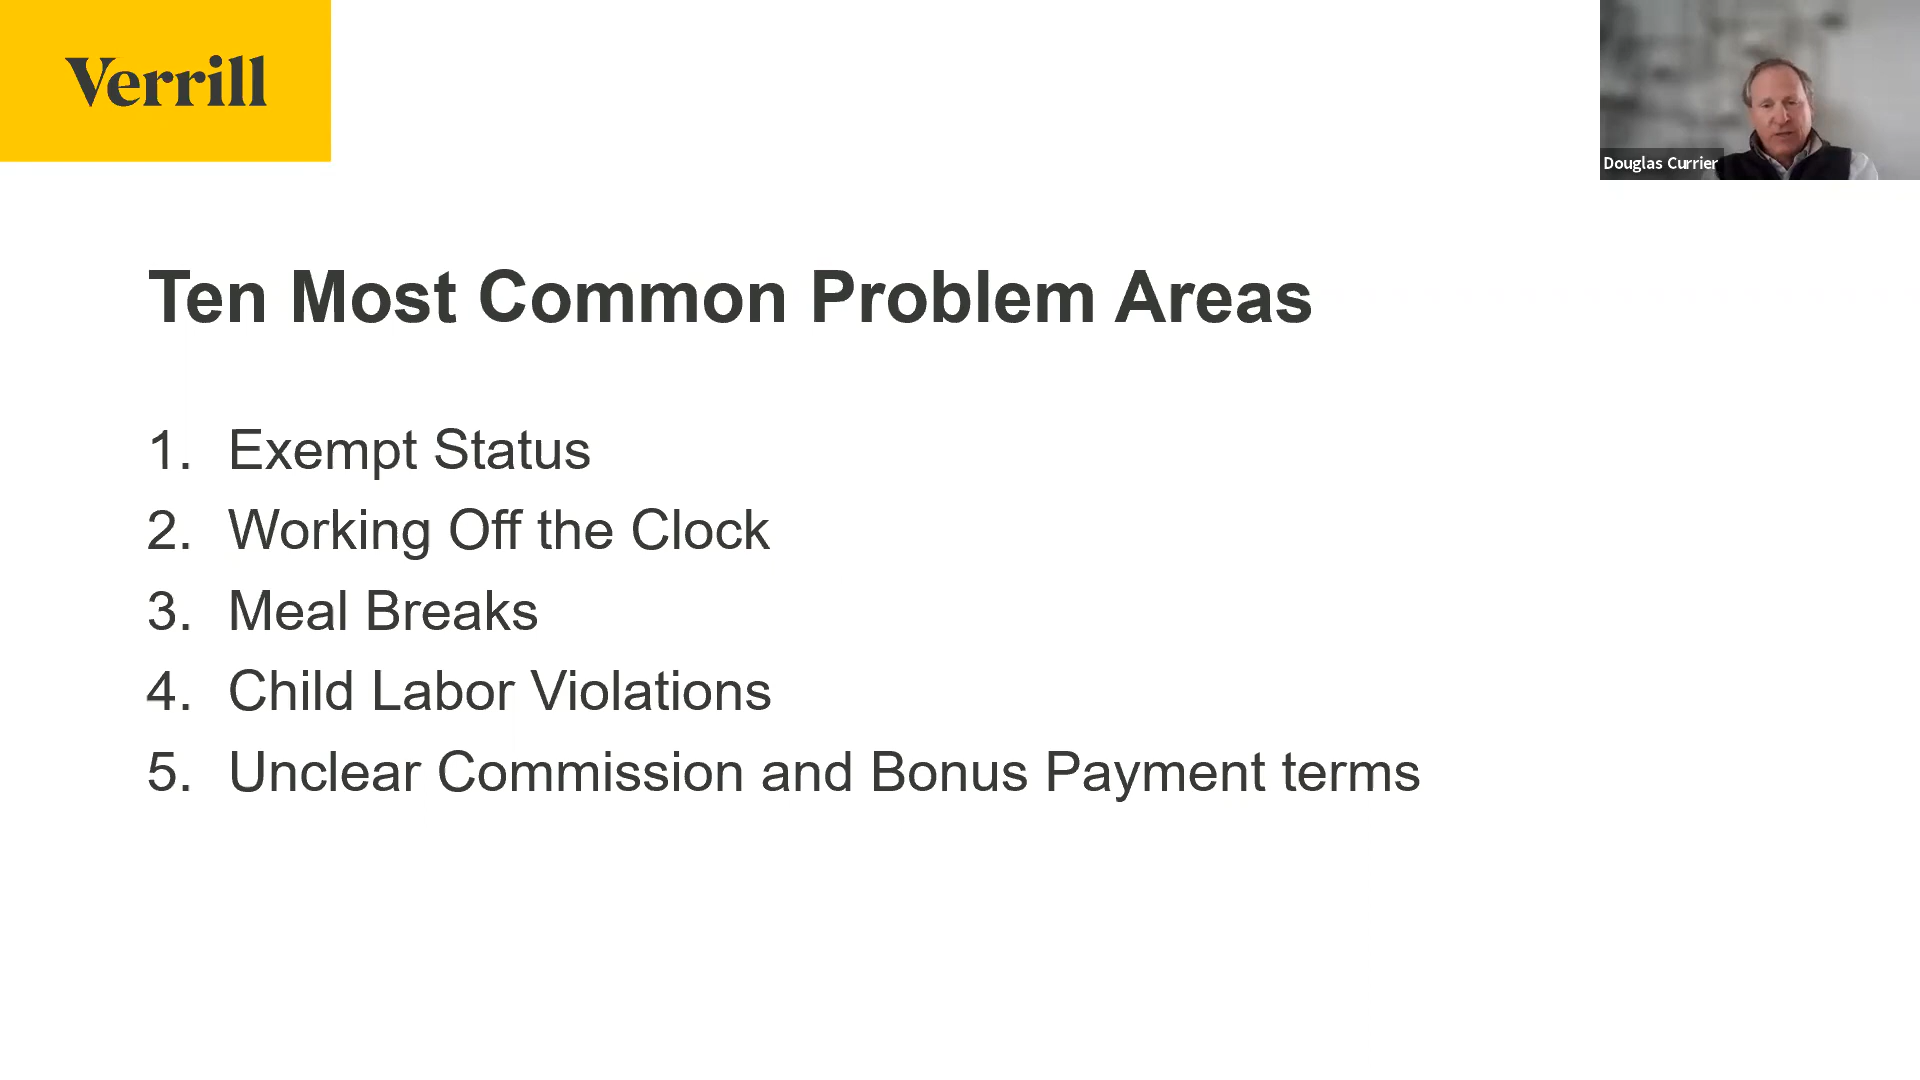 Verrill
Douglas Currier
Ten Most Common Problem Areas
1. Exempt Status
2. Working Off the Clock
3. Meal Breaks
4. Child Labor Violations
5. Unclear Commission and Bonus Payment terms